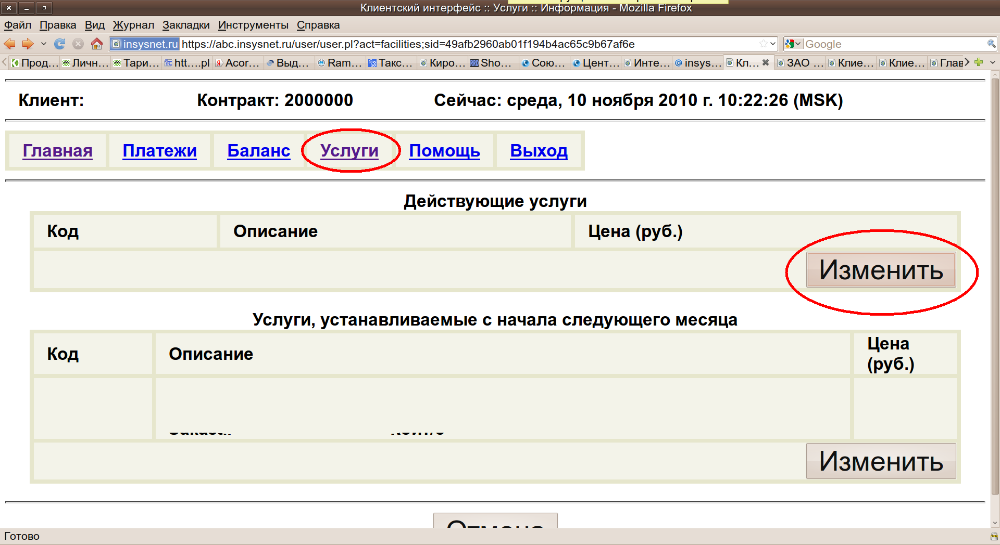 Клиентский интерфейс :: Услуги :: Информация - Mozilla Firefox
Файл Правка Вид Журнал Закладки Инструменты Справка
insysnet.ru https://abc.insysnet.ru/user/user.pl?act=facilities;sid=49afb2960ab01f194b4ac65c9b67af6e Google
Прод... Личн... Тари... htt....pl Acor... Выд... Ram... Такс... Киро... Sho... Сою... Цент... Инте... insys... Кл... ЗАО ... Клие... Клие... Глав
Клиент: Контракт: 2000000 Сейчас: среда, 10 ноября 2010 г. 10:22:26 (MSK)
Главная Платежи Баланс Услуги Помощь Выход
Действующие услуги
Код Описание Цена (руб.)
Изменить
Услуги, устанавливаемые с начала следующего месяца
Код Описание Цена (руб.)
Изменить
Отмена
Готово